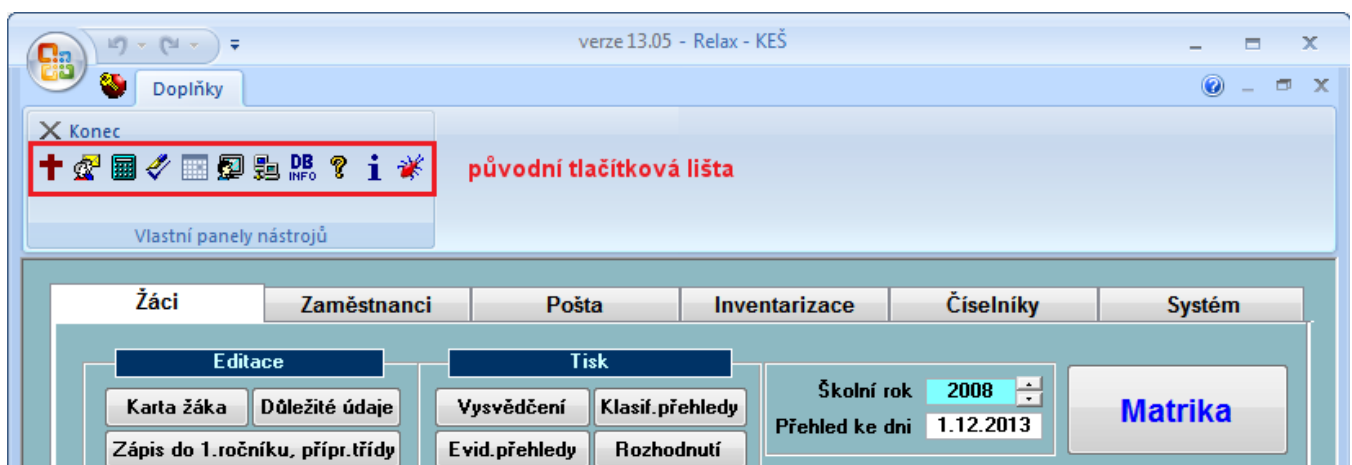 verze 13.05 - Relax - KEŠ
Doplňky
Konec
DB INFO
původní tlačítková lišta
Vlastní panely nástrojů
Žáci Zaměstnanci Pošta Inventarizace Číselníky Systém
Editace Tisk
Školní rok 2008
Karta žáka Důležité údaje Vysvědčení Klasif.přehledy Matrika
Přehled ke dni 1.12.2013
Zápis do 1.ročníku, přípr.třídy Evid.přehledy Rozhodnutí